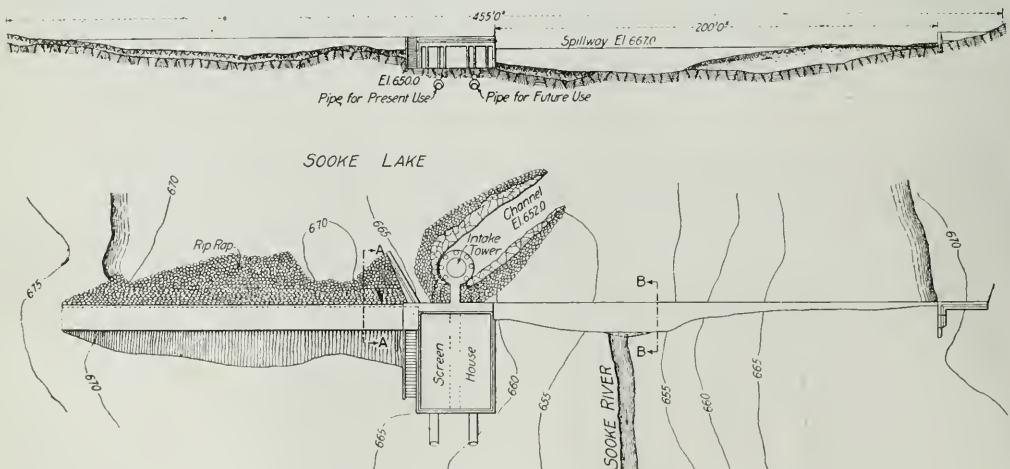 455'0"
200'0"
Spillway El. 667.0
El. 650.0
Pipe for Present Use
Pipe for Future Use
SOOKE LAKE
670
665
670
670
675
Rip Rap
Channel
El. 652.0
Intake
Tower
A
A
B
B
670
Screen
House
660
655
665
SOOKE RIVER
655
660
665